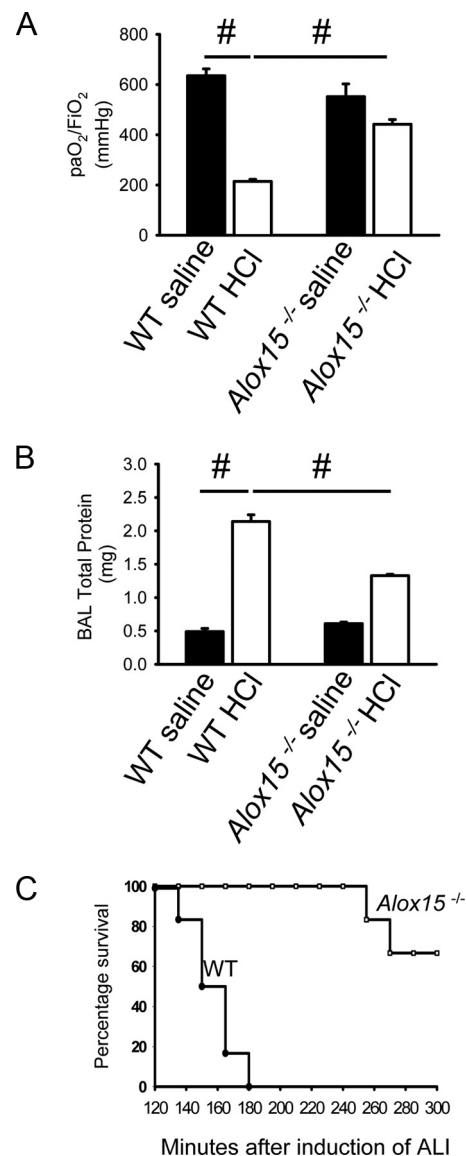 A
# #
800
600
400
200
0
paO2/FiO2
(mmHg)
WT saline
WT HCl
Alox15 -/- saline
Alox15 -/- HCl
B
# #
3.0
2.5
2.0
1.5
1.0
0.5
0.0
BAL Total Protein
(mg)
WT saline
WT HCl
Alox15 -/- saline
Alox15 -/- HCl
C
100
80
60
40
20
0
Percentage survival
Alox15 -/-
WT
120 140 160 180 200 220 240 260 280 300
Minutes after induction of ALI